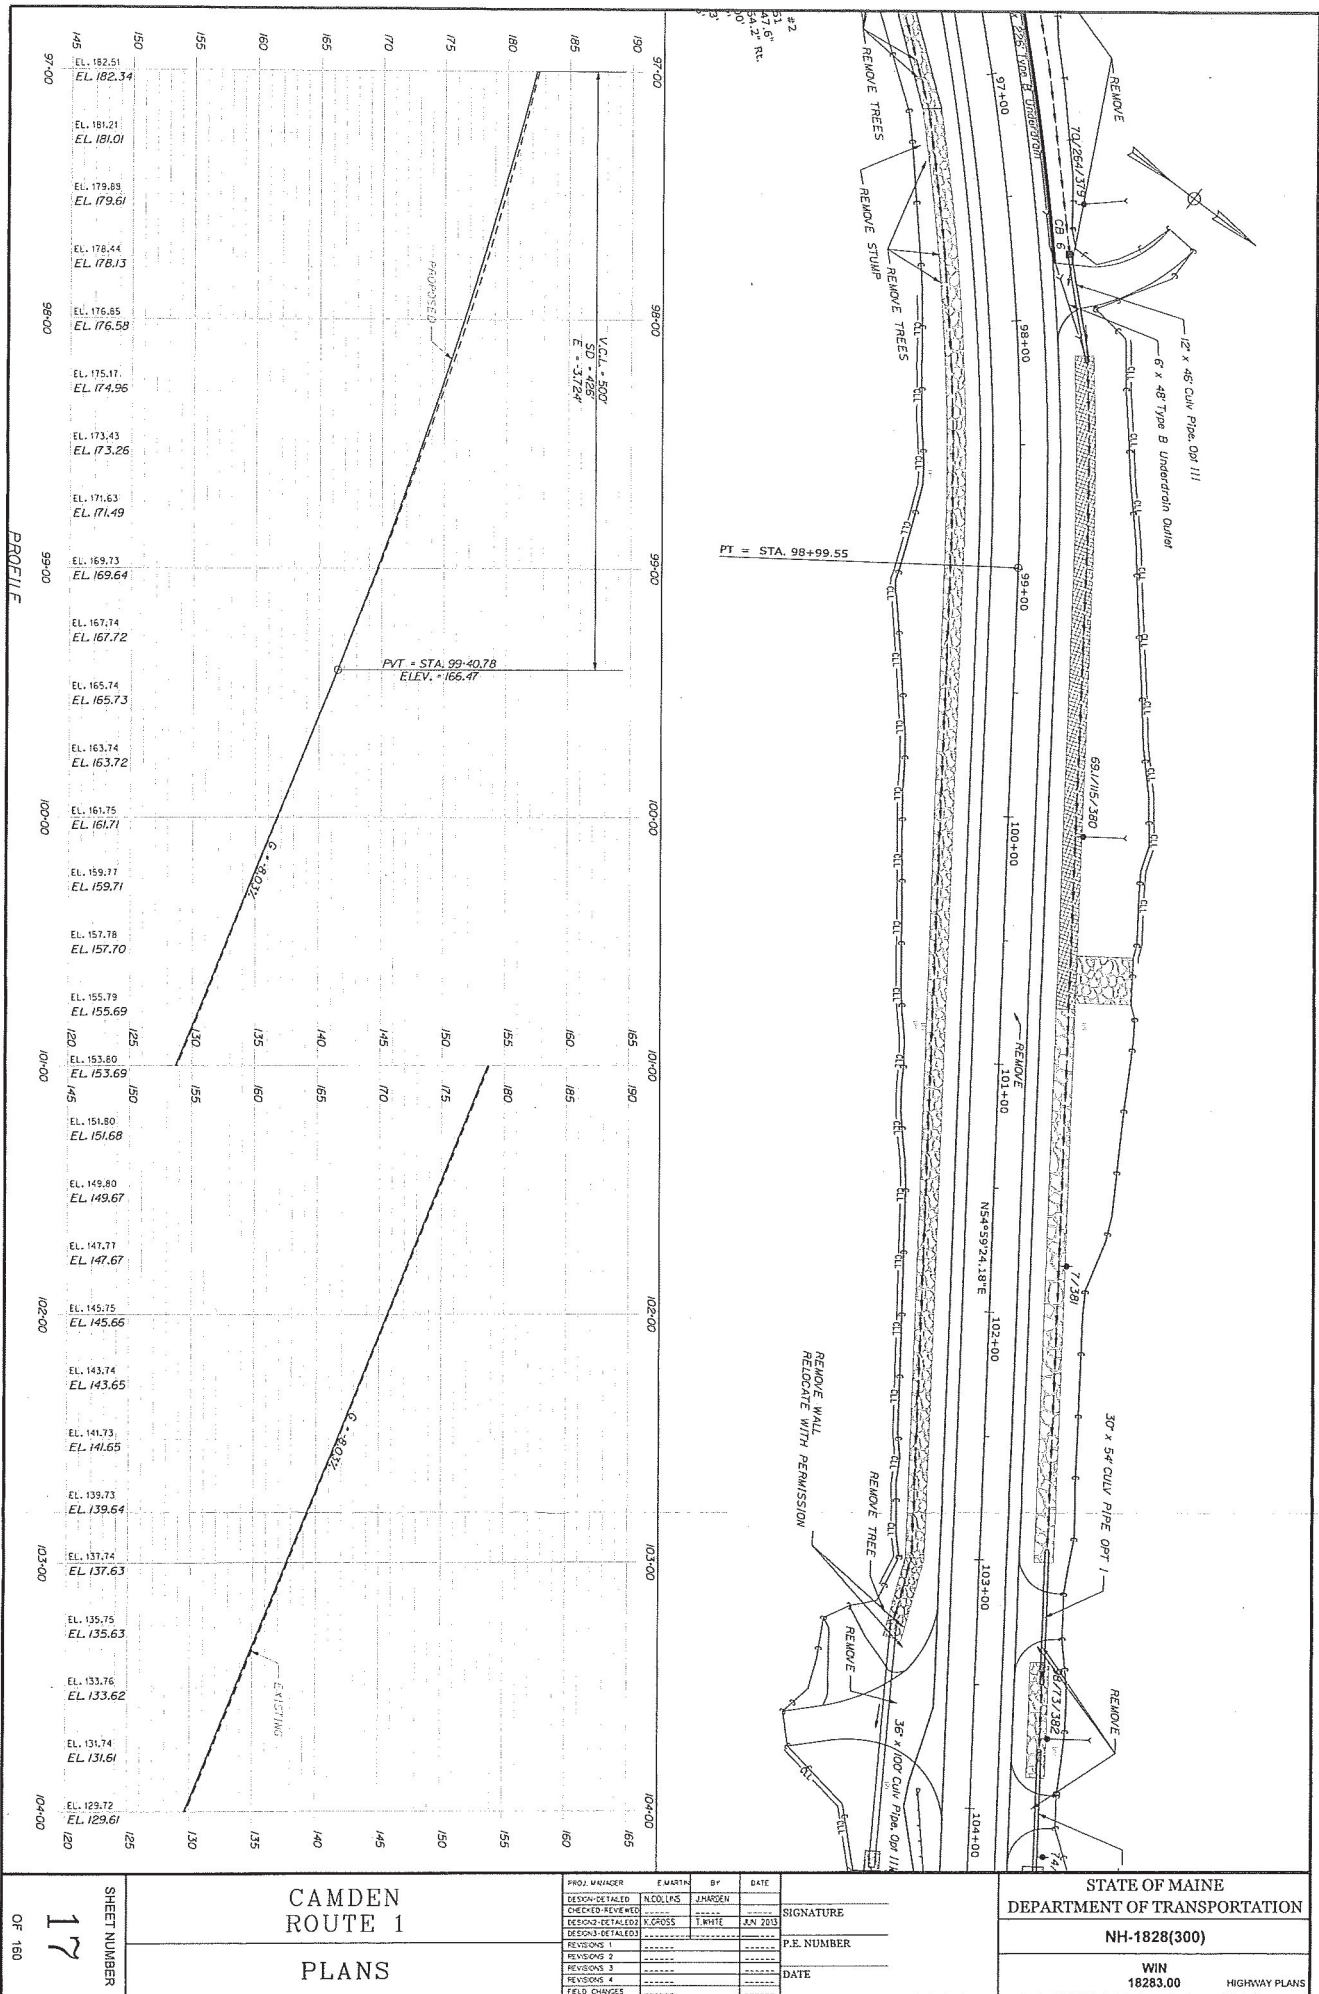 #2
REMOVE TREES
REMOVE STUMP
REMOVE TREES
REMOVE
225' Type B Underdrain
70/264/379
CB 6
12" x 46' Culv Pipe, Opt III
6" x 48' Type B Underdrain Outlet
97+00
98+00
99+00
100+00
101+00
102+00
103+00
104+00
PT = STA. 98+99.55
69.1/115/380
REMOVE
N54°59'24.18"E
7/381
30" x 54' CULV PIPE OPT I
REMOVE WALL
RELOCATE WITH PERMISSION
REMOVE TREE
REMOVE
36" x 100' Culv Pipe, Opt III
REMOVE
190
185
180
175
170
165
160
155
150
145
97+00
98+00
99+00
100+00
101+00
102+00
103+00
104+00
V.C.L. = 500'
SD = 426'
E = -3.724'
PROPOSED
PVT = STA. 99+40.78
ELEV. = 166.47
G = -8.03%
G = -8.03%
EXISTING
165
160
155
150
145
140
135
130
125
120
EL. 182.51
EL. 182.34
EL. 181.21
EL. 181.01
EL. 179.89
EL. 179.61
EL. 178.44
EL. 178.13
EL. 176.85
EL. 176.58
EL. 175.17
EL. 174.96
EL. 173.43
EL. 173.26
EL. 171.63
EL. 171.49
EL. 169.73
EL. 169.64
EL. 167.74
EL. 167.72
EL. 165.74
EL. 165.73
EL. 163.74
EL. 163.72
EL. 161.75
EL. 161.71
EL. 159.77
EL. 159.71
EL. 157.78
EL. 157.70
EL. 155.79
EL. 155.69
EL. 153.80
EL. 153.69
EL. 151.80
EL. 151.68
EL. 149.80
EL. 149.67
EL. 147.77
EL. 147.67
EL. 145.75
EL. 145.66
EL. 143.74
EL. 143.65
EL. 141.73
EL. 141.65
EL. 139.73
EL. 139.64
EL. 137.74
EL. 137.63
EL. 135.75
EL. 135.63
EL. 133.76
EL. 133.62
EL. 131.74
EL. 131.61
EL. 129.72
EL. 129.61
PROFILE
SHEET NUMBER
17
OF 160
CAMDEN
ROUTE 1
PLANS
PROJ. MANAGER E.MARTIN BY DATE
DESIGN-DETAILED N.COLLINS J.HARDEN
CHECKED-REVIEWED
DESIGN2-DETAILED2 K.GROSS T.WHITE JUN 2013
DESIGN3-DETAILED3
REVISIONS 1
REVISIONS 2
REVISIONS 3
REVISIONS 4
FIELD CHANGES
SIGNATURE
P.E. NUMBER
DATE
STATE OF MAINE
DEPARTMENT OF TRANSPORTATION
NH-1828(300)
WIN
18283.00
HIGHWAY PLANS